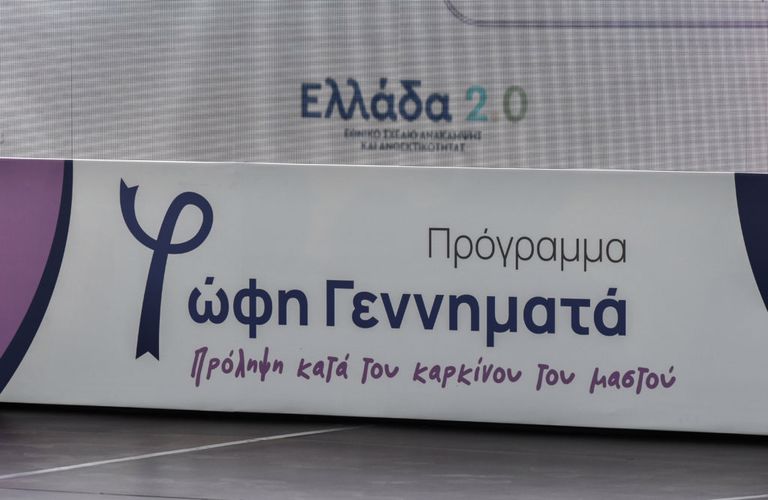 Ελλάδα 2.0
ΕΘΝΙΚΟ ΣΧΕΔΙΟ ΑΝΑΚΑΜΨΗΣ
ΚΑΙ ΑΝΘΕΚΤΙΚΟΤΗΤΑΣ
Πρόγραμμα
Φώφη Γεννηματά
Πρόληψη κατά του καρκίνου του μαστού